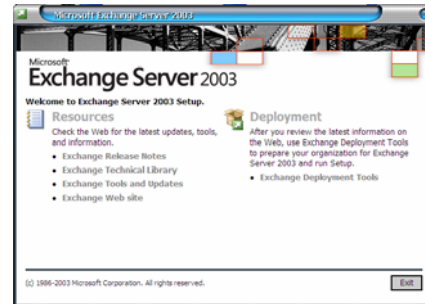 Microsoft Exchange Server 2003
Microsoft
Exchange Server 2003
Welcome to Exchange Server 2003 Setup.
Resources
Check the Web for the latest updates, tools,
and information.
• Exchange Release Notes
• Exchange Technical Library
• Exchange Tools and Updates
• Exchange Web site
Deployment
After you review the latest information on
the Web, use Exchange Deployment Tools
to prepare your organization for Exchange
Server 2003 and run Setup.
• Exchange Deployment Tools
(c) 1986-2003 Microsoft Corporation. All rights reserved.
Exit